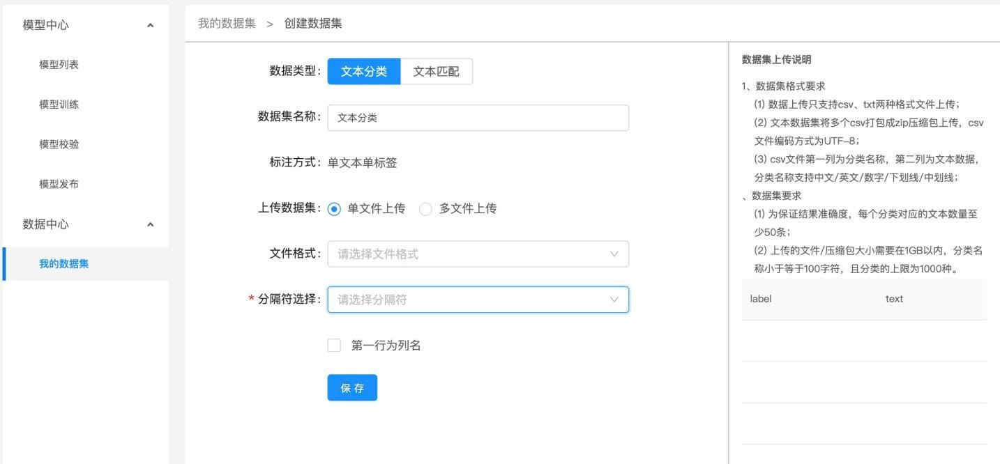 模型中心
模型列表
模型训练
模型校验
模型发布
数据中心
我的数据集
我的数据集 > 创建数据集
数据类型: 文本分类 文本匹配
数据集名称: 文本分类
标注方式: 单文本单标签
上传数据集: 单文件上传 多文件上传
文件格式: 请选择文件格式
* 分隔符选择: 请选择分隔符
第一行为列名
保存
数据集上传说明
1、数据集格式要求
(1) 数据上传只支持csv、txt两种格式文件上传；
(2) 文本数据集将多个csv打包成zip压缩包上传，csv
文件编码方式为UTF-8；
(3) csv文件第一列为分类名称，第二列为文本数据，
分类名称支持中文/英文/数字/下划线/中划线；
、数据集要求
(1) 为保证结果准确度，每个分类对应的文本数量至
少50条；
(2) 上传的文件/压缩包大小需要在1GB以内，分类名
称小于等于100字符，且分类的上限为1000种。
label text